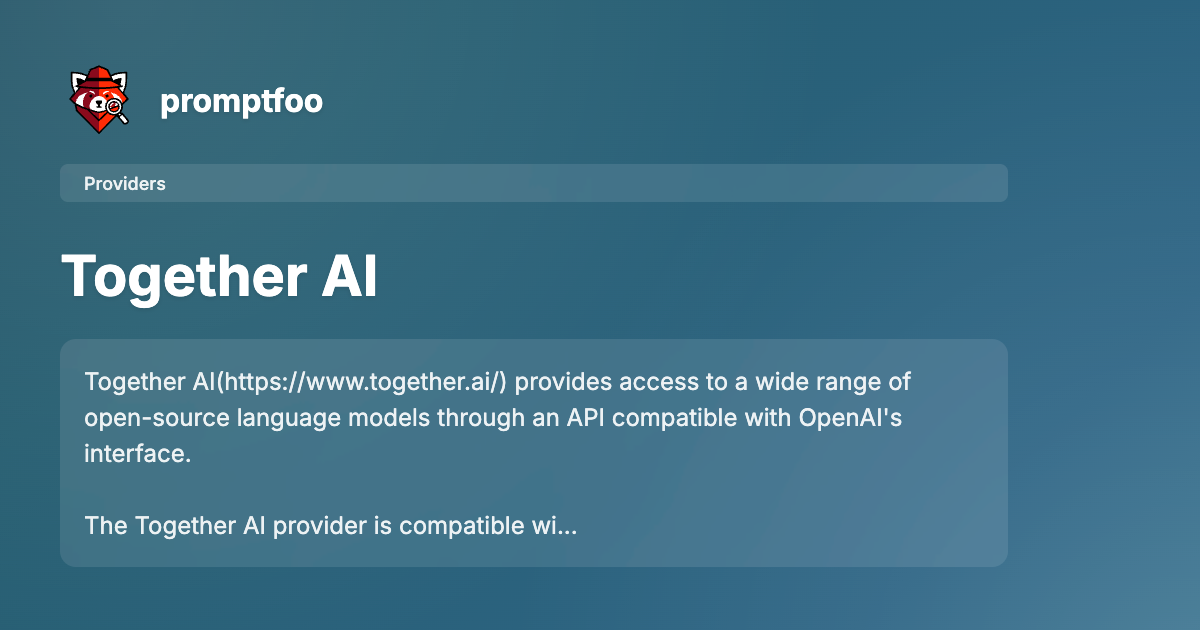 promptfoo
Providers
Together AI
Together AI(https://www.together.ai/) provides access to a wide range of
open-source language models through an API compatible with OpenAI's
interface.
The Together AI provider is compatible wi...